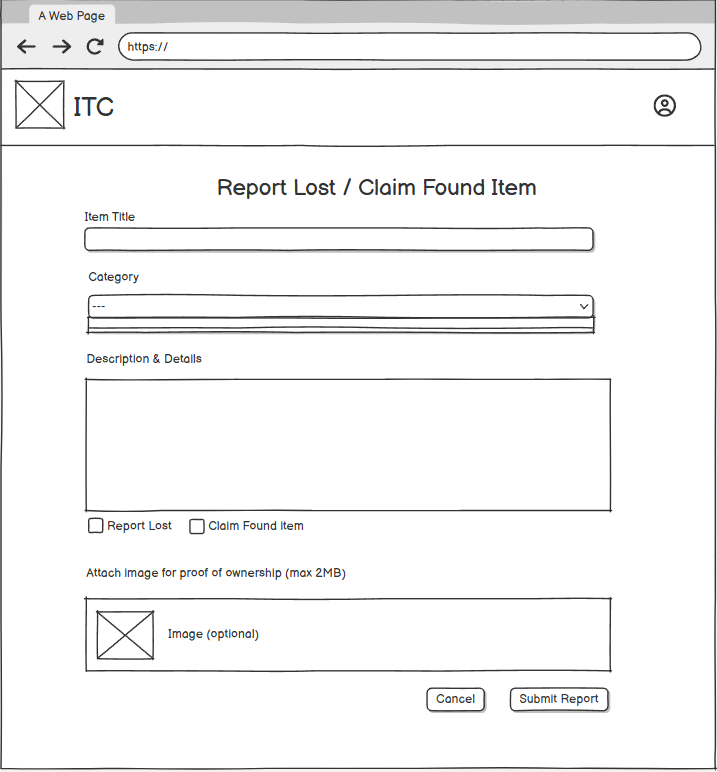 A Web Page
https://
ITC
Report Lost / Claim Found Item
Item Title
Category
---
Description & Details
Report Lost Claim Found item
Attach image for proof of ownership (max 2MB)
Image (optional)
Cancel Submit Report